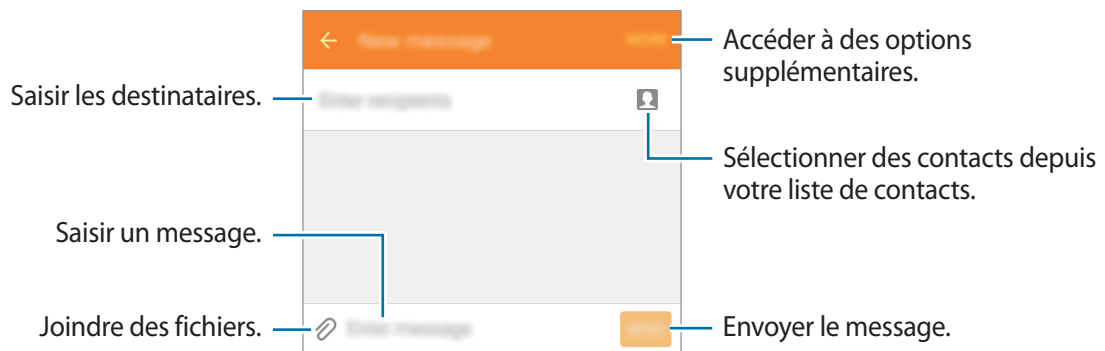 Accéder à des options
supplémentaires.
Saisir les destinataires.
Sélectionner des contacts depuis
votre liste de contacts.
Saisir un message.
Joindre des fichiers.
Envoyer le message.